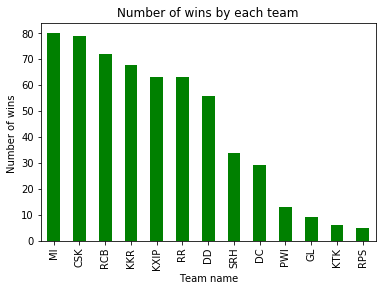 Number of wins by each team
Number of wins
80
70
60
50
40
30
20
10
0
MI
CSK
RCB
KKR
KXIP
RR
DD
SRH
DC
PWI
GL
KTK
RPS
Team name